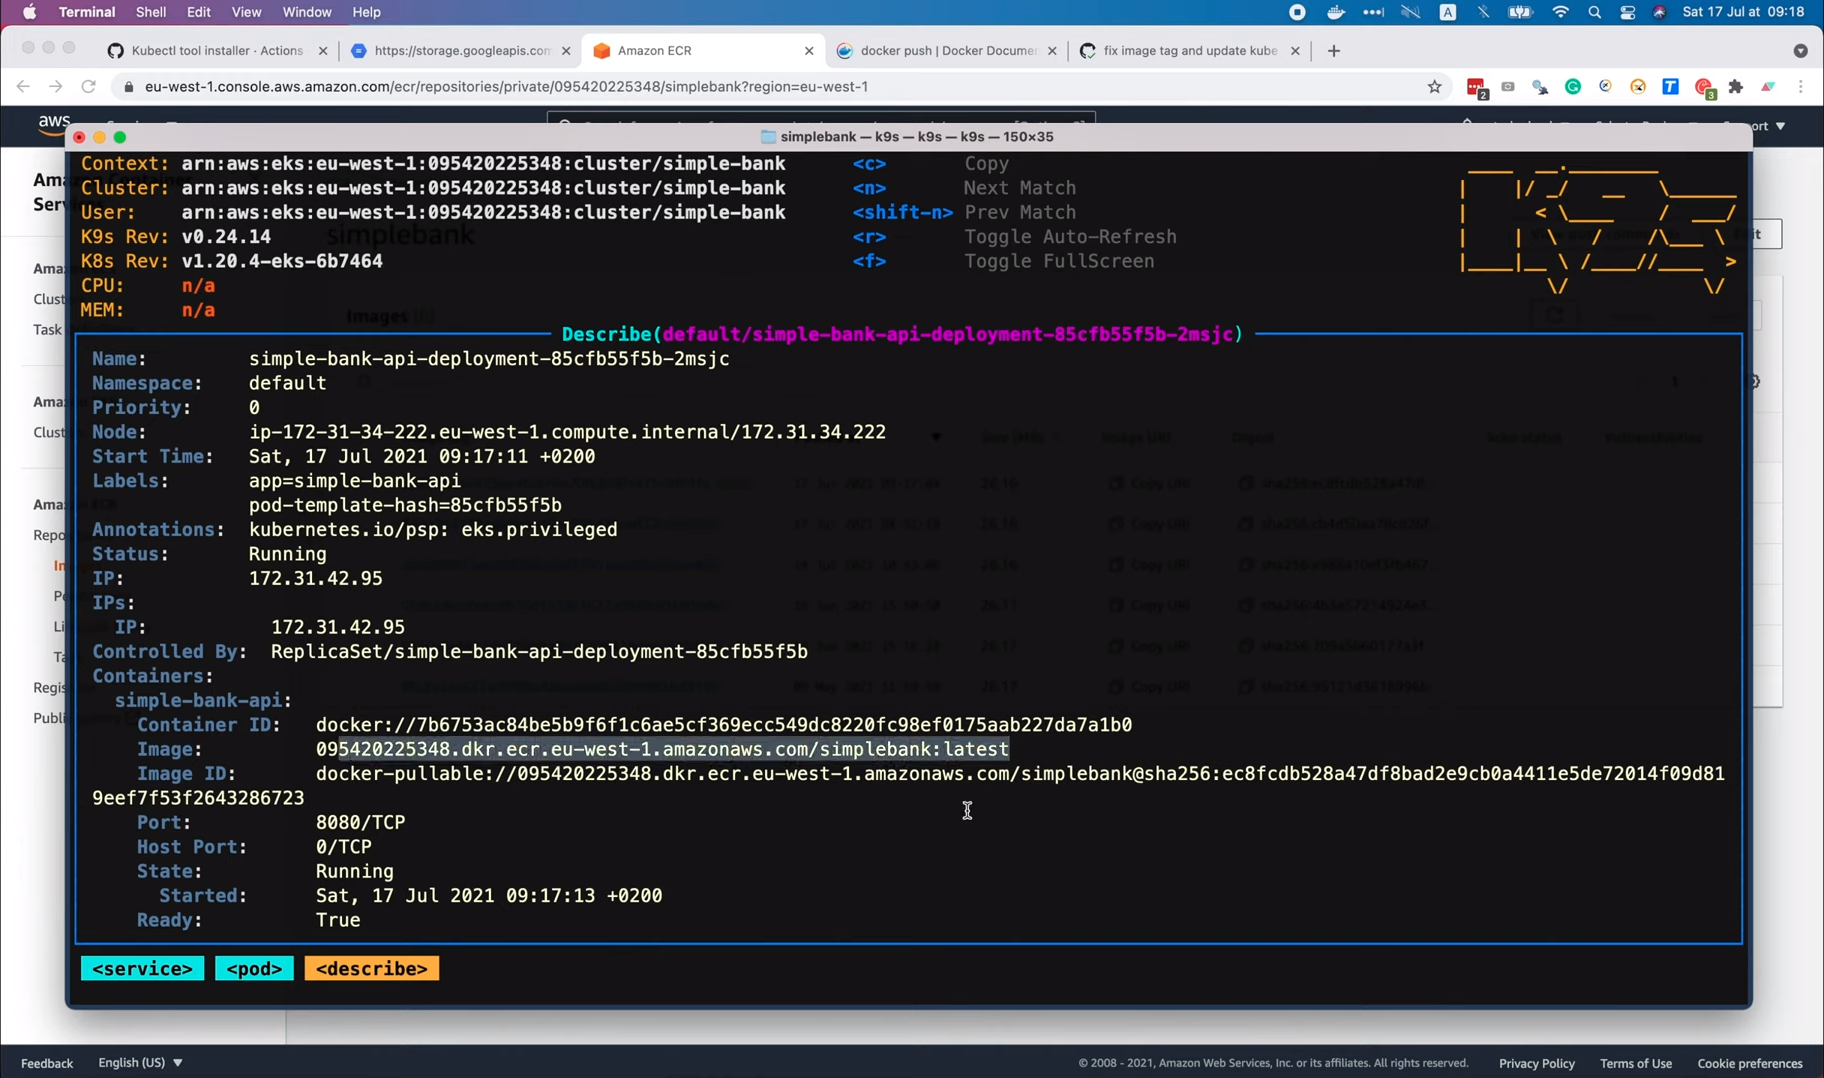 Terminal Shell Edit View Window Help
A Sat 17 Jul at 09:18
Kubectl tool installer · Actions
https://storage.googleapis.com
Amazon ECR
docker push | Docker Documen
fix image tag and update kube
eu-west-1.console.aws.amazon.com/ecr/repositories/private/095420225348/simplebank?region=eu-west-1
aws
simplebank — k9s — k9s — k9s — 150×35
Context: arn:aws:eks:eu-west-1:095420225348:cluster/simple-bank <c> Copy
Cluster: arn:aws:eks:eu-west-1:095420225348:cluster/simple-bank <n> Next Match
User: arn:aws:eks:eu-west-1:095420225348:cluster/simple-bank <shift-n> Prev Match
K9s Rev: v0.24.14 <r> Toggle Auto-Refresh
K8s Rev: v1.20.4-eks-6b7464 <f> Toggle FullScreen
CPU: n/a
MEM: n/a
simplebank
Images
Describe(default/simple-bank-api-deployment-85cfb55f5b-2msjc)
Name: simple-bank-api-deployment-85cfb55f5b-2msjc
Namespace: default
Priority: 0
Node: ip-172-31-34-222.eu-west-1.compute.internal/172.31.34.222
Start Time: Sat, 17 Jul 2021 09:17:11 +0200
Labels: app=simple-bank-api
pod-template-hash=85cfb55f5b
Annotations: kubernetes.io/psp: eks.privileged
Status: Running
IP: 172.31.42.95
IPs:
IP: 172.31.42.95
Controlled By: ReplicaSet/simple-bank-api-deployment-85cfb55f5b
Containers:
simple-bank-api:
Container ID: docker://7b6753ac84be5b9f6f1c6ae5cf369ecc549dc8220fc98ef0175aab227da7a1b0
Image: 095420225348.dkr.ecr.eu-west-1.amazonaws.com/simplebank:latest
Image ID: docker-pullable://095420225348.dkr.ecr.eu-west-1.amazonaws.com/simplebank@sha256:ec8fcdb528a47df8bad2e9cb0a4411e5de72014f09d81
9eef7f53f2643286723
Port: 8080/TCP
Host Port: 0/TCP
State: Running
Started: Sat, 17 Jul 2021 09:17:13 +0200
Ready: True
<service> <pod> <describe>
Feedback English (US) © 2008 - 2021, Amazon Web Services, Inc. or its affiliates. All rights reserved. Privacy Policy Terms of Use Cookie preferences